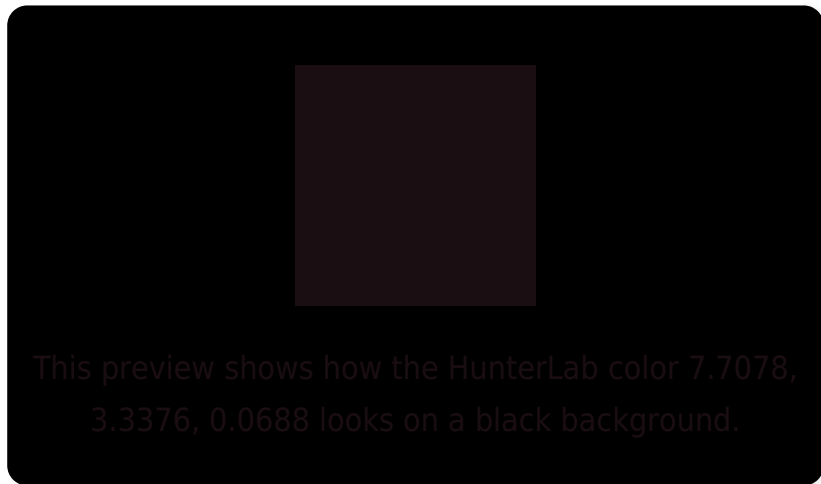 This preview shows how the HunterLab color 7.7078,
3.3376, 0.0688 looks on a black background.